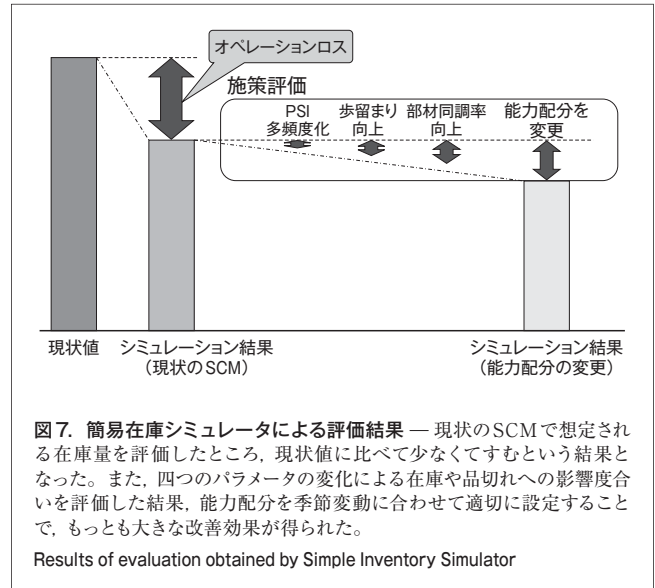 オペレーションロス
施策評価
PSI
多頻度化
歩留まり
向上
部材同調率
向上
能力配分を
変更
現状値
シミュレーション結果
（現状のSCM）
シミュレーション結果
（能力配分の変更）
図7. 簡易在庫シミュレータによる評価結果 — 現状のSCMで想定され
る在庫量を評価したところ，現状値に比べて少なくてすむという結果と
なった。また，四つのパラメータの変化による在庫や品切れへの影響度合
いを評価した結果，能力配分を季節変動に合わせて適切に設定すること
で，もっとも大きな改善効果が得られた。
Results of evaluation obtained by Simple Inventory Simulator